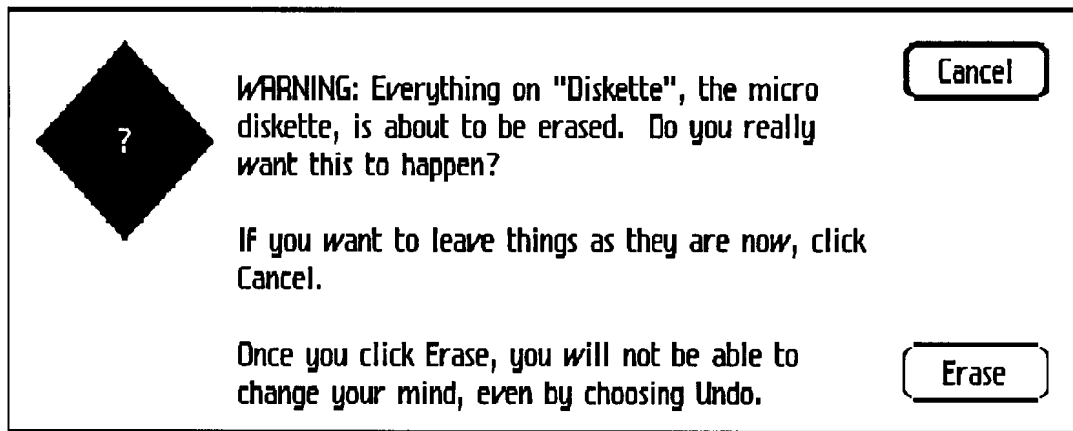 ?
WARNING: Everything on "Diskette", the micro
diskette, is about to be erased.  Do you really
want this to happen?
If you want to leave things as they are now, click
Cancel.
Once you click Erase, you will not be able to
change your mind, even by choosing Undo.
Cancel
Erase